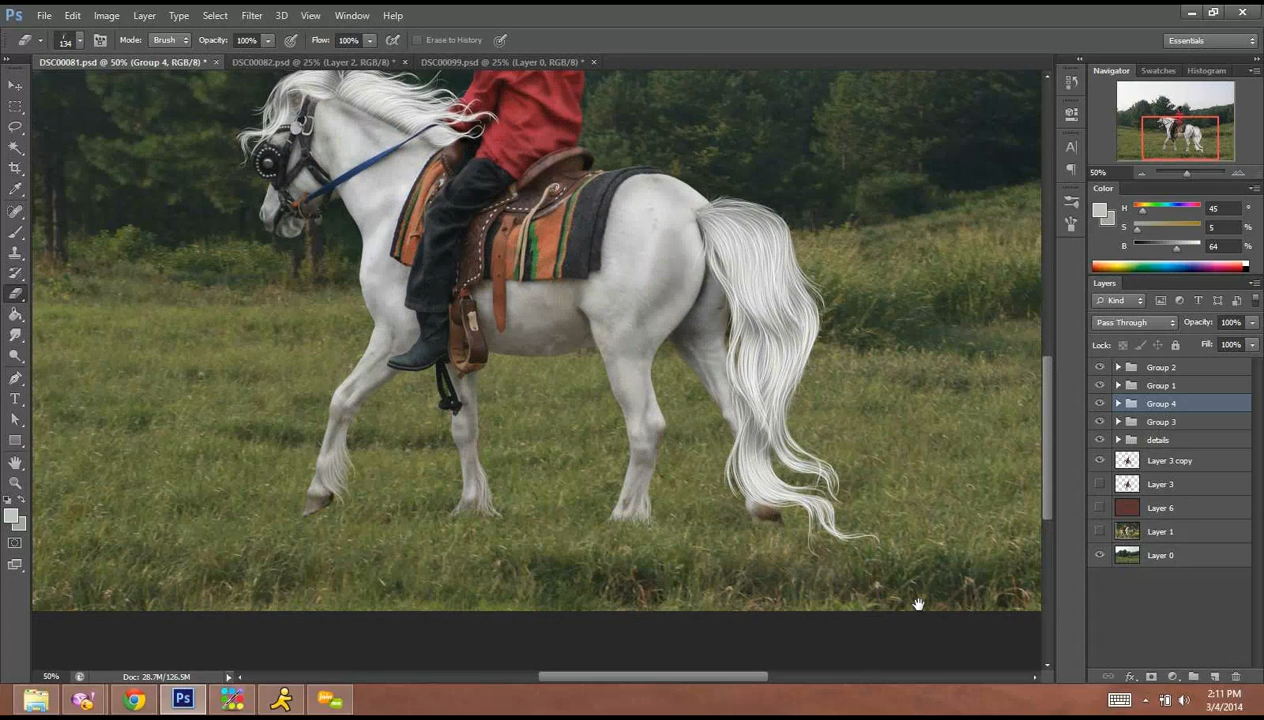 Ps File Edit Image Layer Type Select Filter 3D View Window Help
134 Mode: Brush Opacity: 100% Flow: 100% Erase to History Essentials
DSC00081.psd @ 50% (Group 4, RGB/8) * × DSC00082.psd @ 25% (Layer 2, RGB/8) * × DSC00099.psd @ 25% (Layer 0, RGB/8) * ×
Navigator Swatches Histogram
50%
Color
H 45 °
S 5 %
B 64 %
Layers
Kind
Pass Through Opacity: 100%
Lock: Fill: 100%
Group 2
Group 1
Group 4
Group 3
details
Layer 3 copy
Layer 3
Layer 6
Layer 1
Layer 0
50% Doc: 28.7M/126.5M
fx
Ps
2:11 PM
3/4/2014